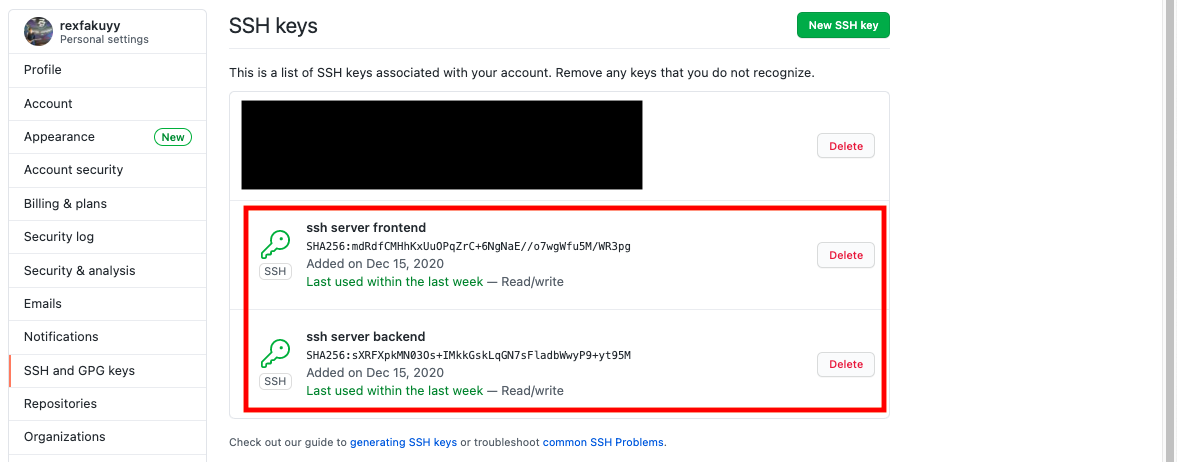 rexfakuyy
Personal settings
Profile
Account
Appearance New
Account security
Billing & plans
Security log
Security & analysis
Emails
Notifications
SSH and GPG keys
Repositories
Organizations
SSH keys
New SSH key
This is a list of SSH keys associated with your account. Remove any keys that you do not recognize.
Delete
ssh server frontend
SHA256:mdRdfCMHhKxUuOPqZrC+6NgNaE//o7wgWfu5M/WR3pg
SSH
Added on Dec 15, 2020
Last used within the last week — Read/write
Delete
ssh server backend
SHA256:sXRFXpkMN03Os+IMkkGskLqGN7sFladbWwyP9+yt95M
SSH
Added on Dec 15, 2020
Last used within the last week — Read/write
Delete
Check out our guide to generating SSH keys or troubleshoot common SSH Problems.